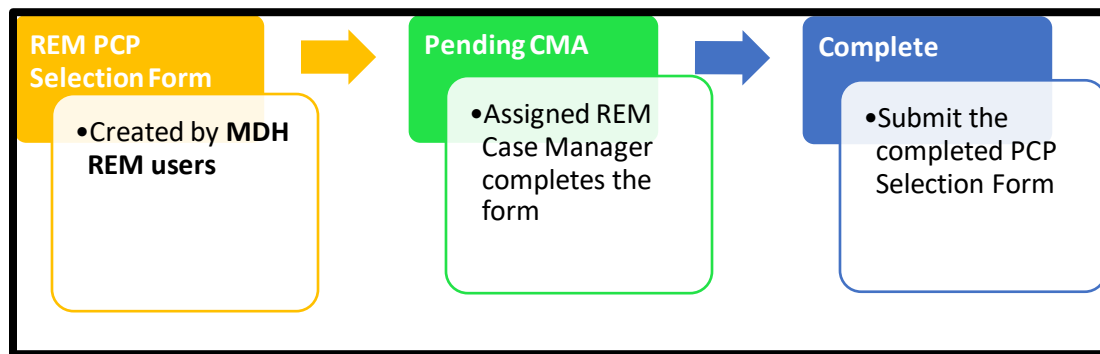 REM PCP
Selection Form
•Created by MDH
REM users
Pending CMA
•Assigned REM
Case Manager
completes the
form
Complete
•Submit the
completed PCP
Selection Form